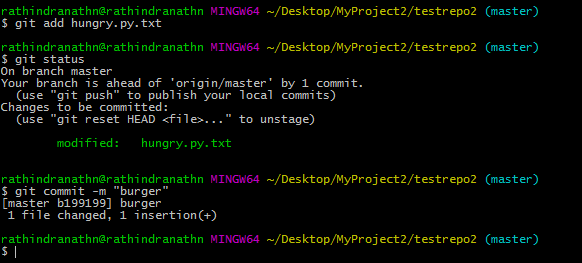 rathindranathn@rathindranathn MINGW64 ~/Desktop/MyProject2/testrepo2 (master)
$ git add hungry.py.txt
rathindranathn@rathindranathn MINGW64 ~/Desktop/MyProject2/testrepo2 (master)
$ git status
On branch master
Your branch is ahead of 'origin/master' by 1 commit.
  (use "git push" to publish your local commits)
Changes to be committed:
  (use "git reset HEAD <file>..." to unstage)
        modified:   hungry.py.txt
rathindranathn@rathindranathn MINGW64 ~/Desktop/MyProject2/testrepo2 (master)
$ git commit -m "burger"
[master b199199] burger
 1 file changed, 1 insertion(+)
rathindranathn@rathindranathn MINGW64 ~/Desktop/MyProject2/testrepo2 (master)
$